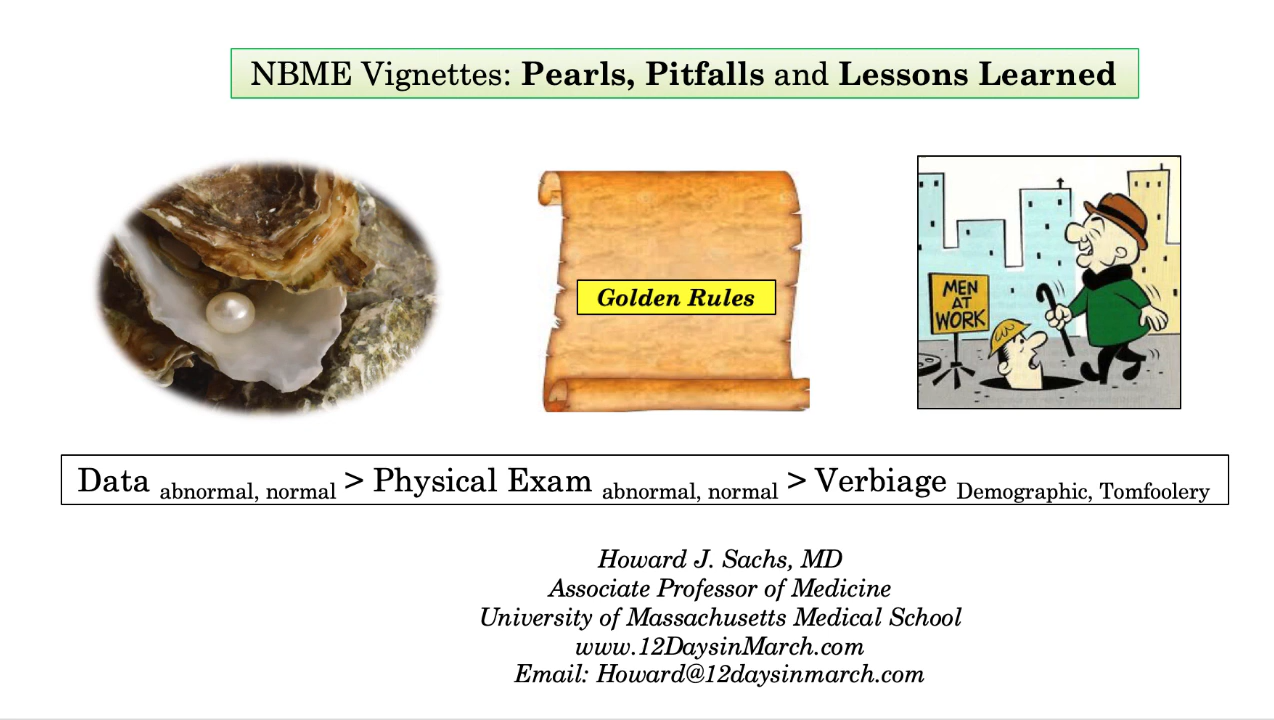 NBME Vignettes: Pearls, Pitfalls and Lessons Learned
Golden Rules
MEN
AT
WORK
Data abnormal, normal > Physical Exam abnormal, normal > Verbiage Demographic, Tomfoolery
Howard J. Sachs, MD
Associate Professor of Medicine
University of Massachusetts Medical School
www.12DaysinMarch.com
Email: Howard@12daysinmarch.com